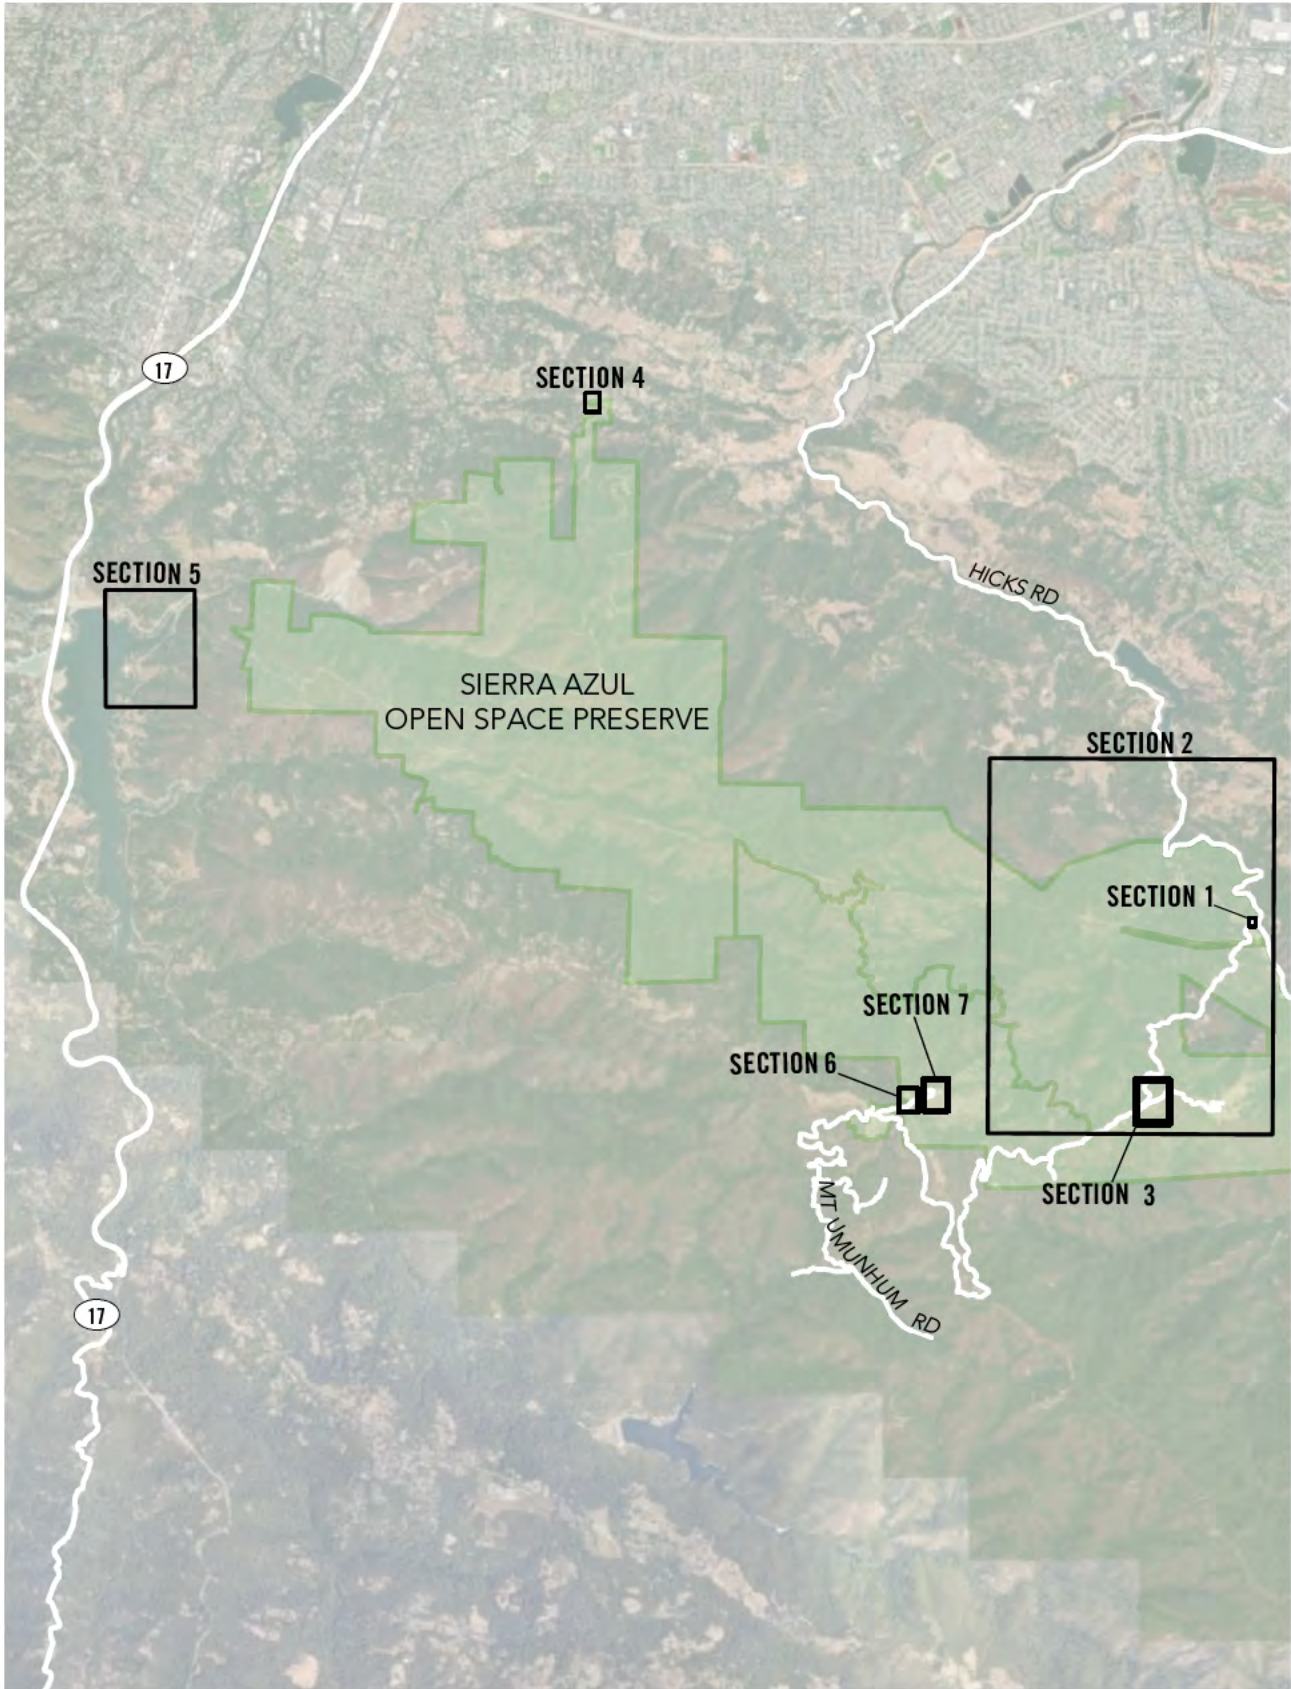 17
SECTION 4
SECTION 5
HICKS RD
SIERRA AZUL
OPEN SPACE PRESERVE
SECTION 2
SECTION 1
SECTION 7
SECTION 6
SECTION 3
MT UMUNHUM RD
17